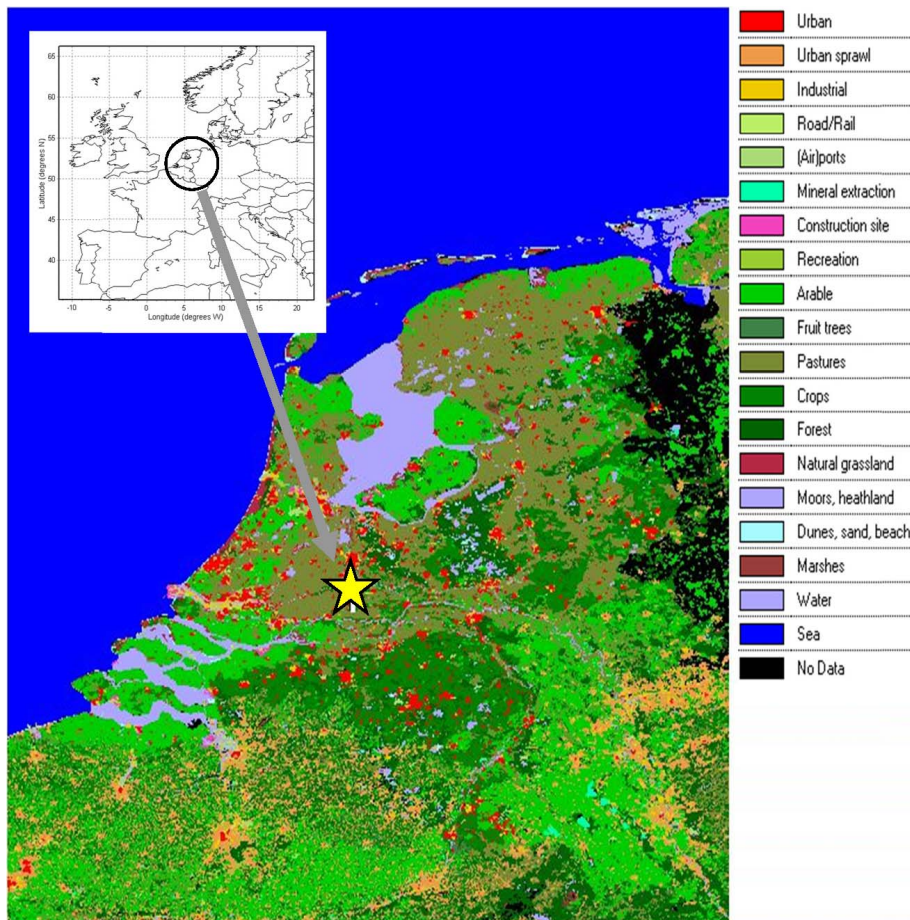 65
60
55
50
45
40
35
Latitude (degrees N)
-10 -5 0 5 10 15 20
Longitude (degrees W)
Urban
Urban sprawl
Industrial
Road/Rail
(Air)ports
Mineral extraction
Construction site
Recreation
Arable
Fruit trees
Pastures
Crops
Forest
Natural grassland
Moors, heathland
Dunes, sand, beach
Marshes
Water
Sea
No Data